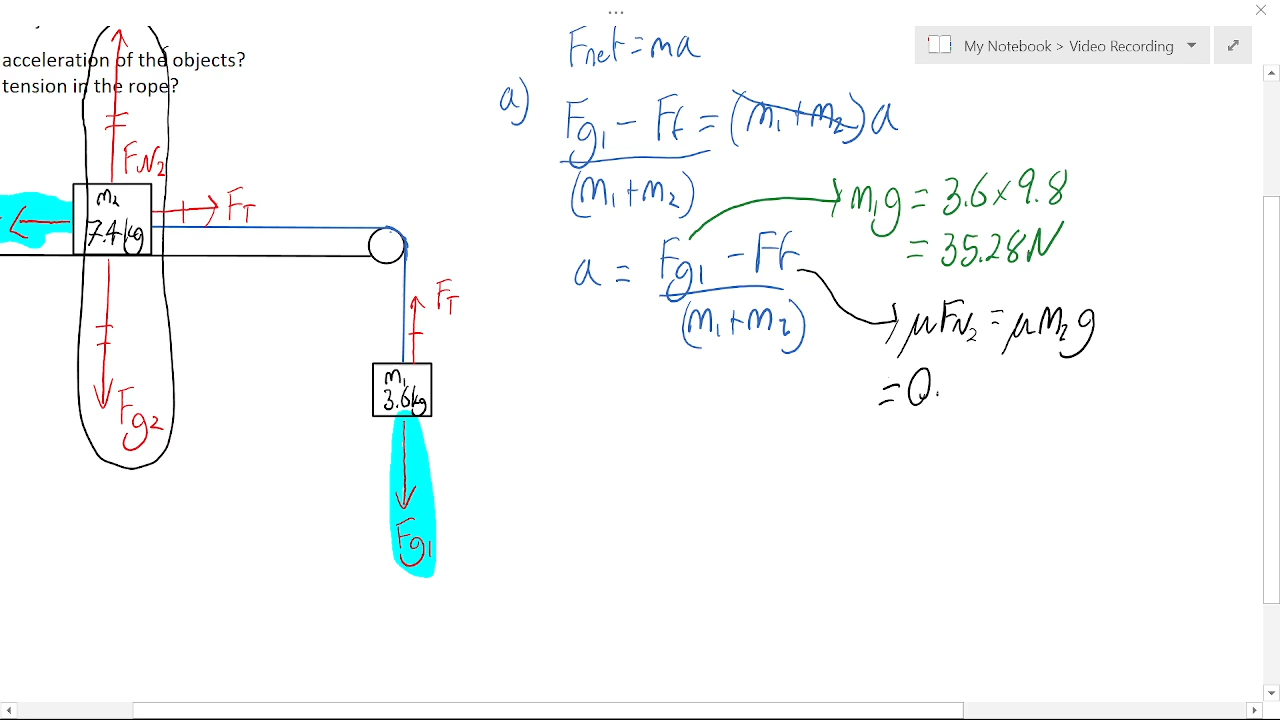 ...
My Notebook > Video Recording
acceleration of the objects?
tension in the rope?
Fnet = ma
a) Fg1 - Ff = (m1+m2)a
(m1+m2)
a = Fg1 - Ff
(m1+m2)
m1g = 3.6 x 9.8
= 35.28N
μFN2 = μm2g
= 0.
FN2
m2
7.4kg
FT
Fg2
FT
m1
3.6kg
Fg1